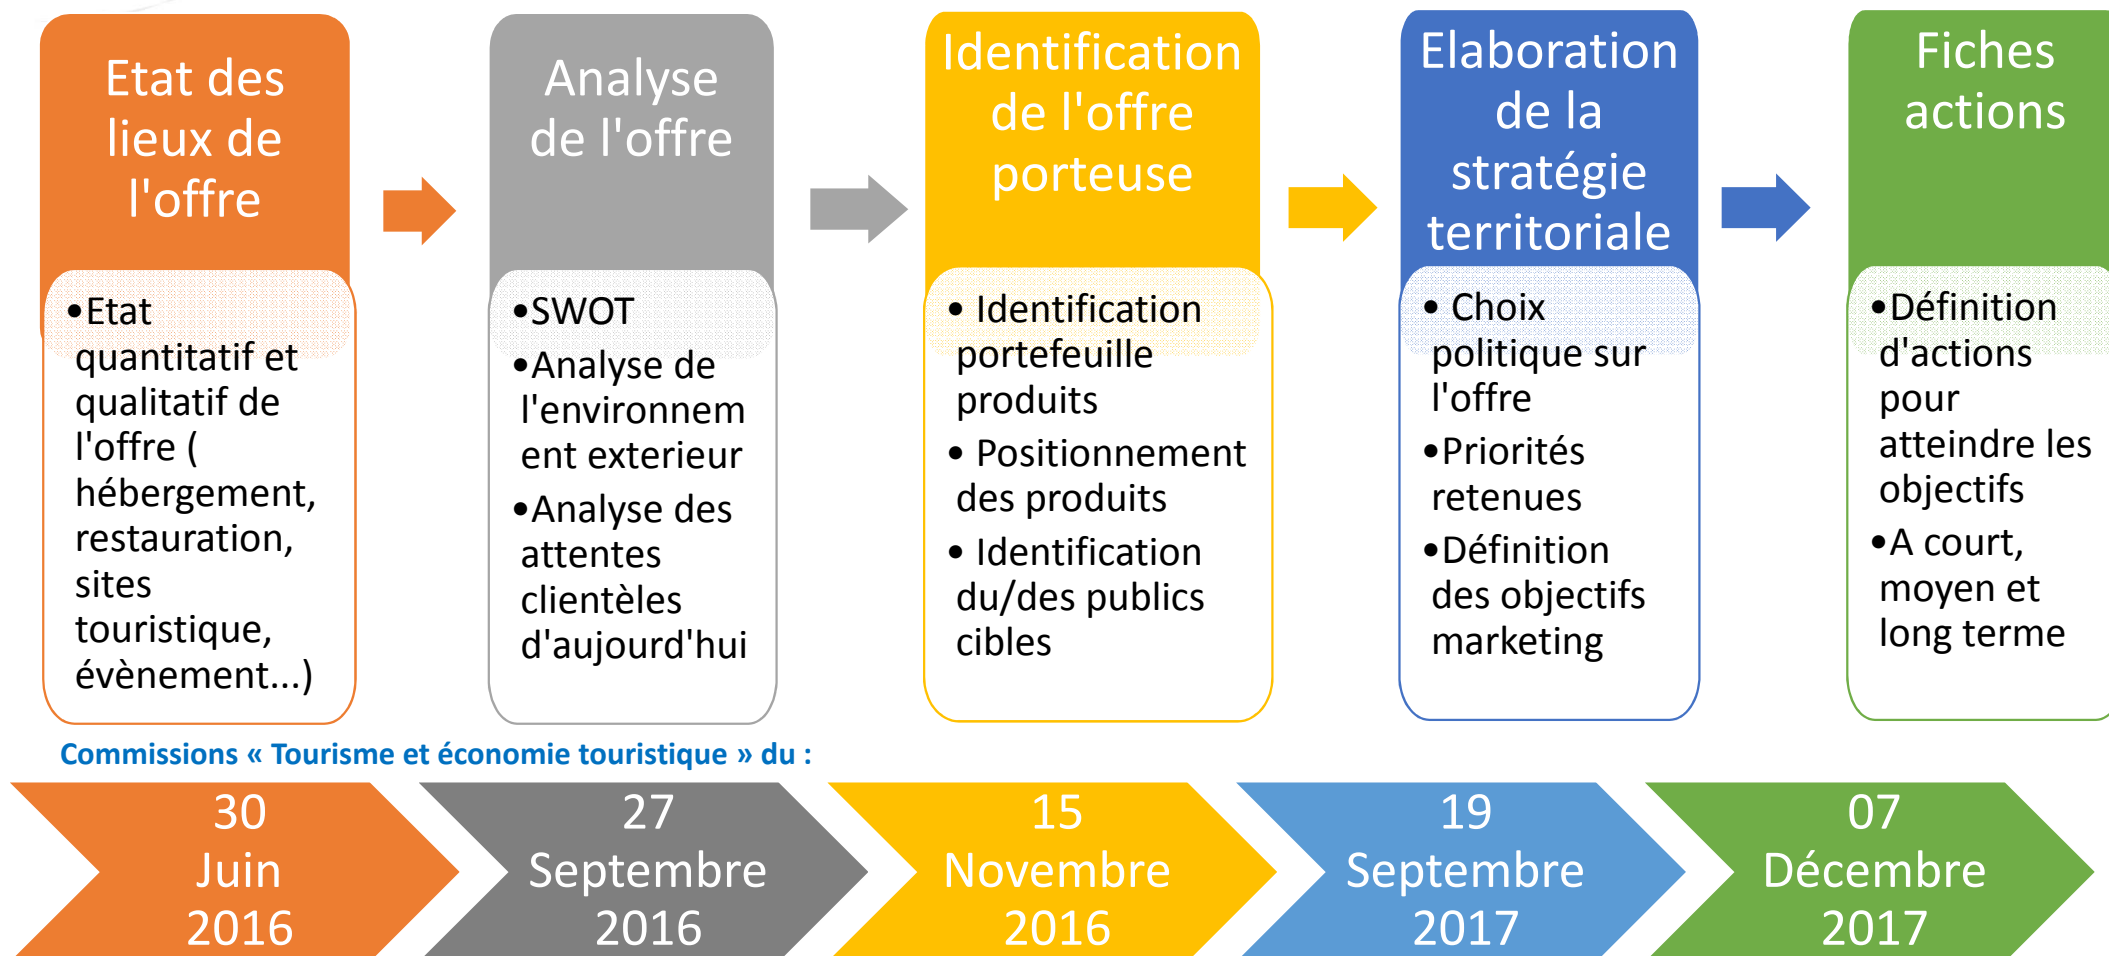 Etat des
lieux de
l'offre
•Etat
quantitatif et
qualitatif de
l'offre (
hébergement,
restauration,
sites
touristique,
évènement...)
Analyse
de l'offre
•SWOT
•Analyse de
l'environnem
ent exterieur
•Analyse des
attentes
clientèles
d'aujourd'hui
Identification
de l'offre
porteuse
• Identification
portefeuille
produits
• Positionnement
des produits
• Identification
du/des publics
cibles
Elaboration
de la
stratégie
territoriale
• Choix
politique sur
l'offre
•Priorités
retenues
•Définition
des objectifs
marketing
Fiches
actions
•Définition
d'actions
pour
atteindre les
objectifs
•A court,
moyen et
long terme
Commissions « Tourisme et économie touristique » du :
30
Juin
2016
27
Septembre
2016
15
Novembre
2016
19
Septembre
2017
07
Décembre
2017